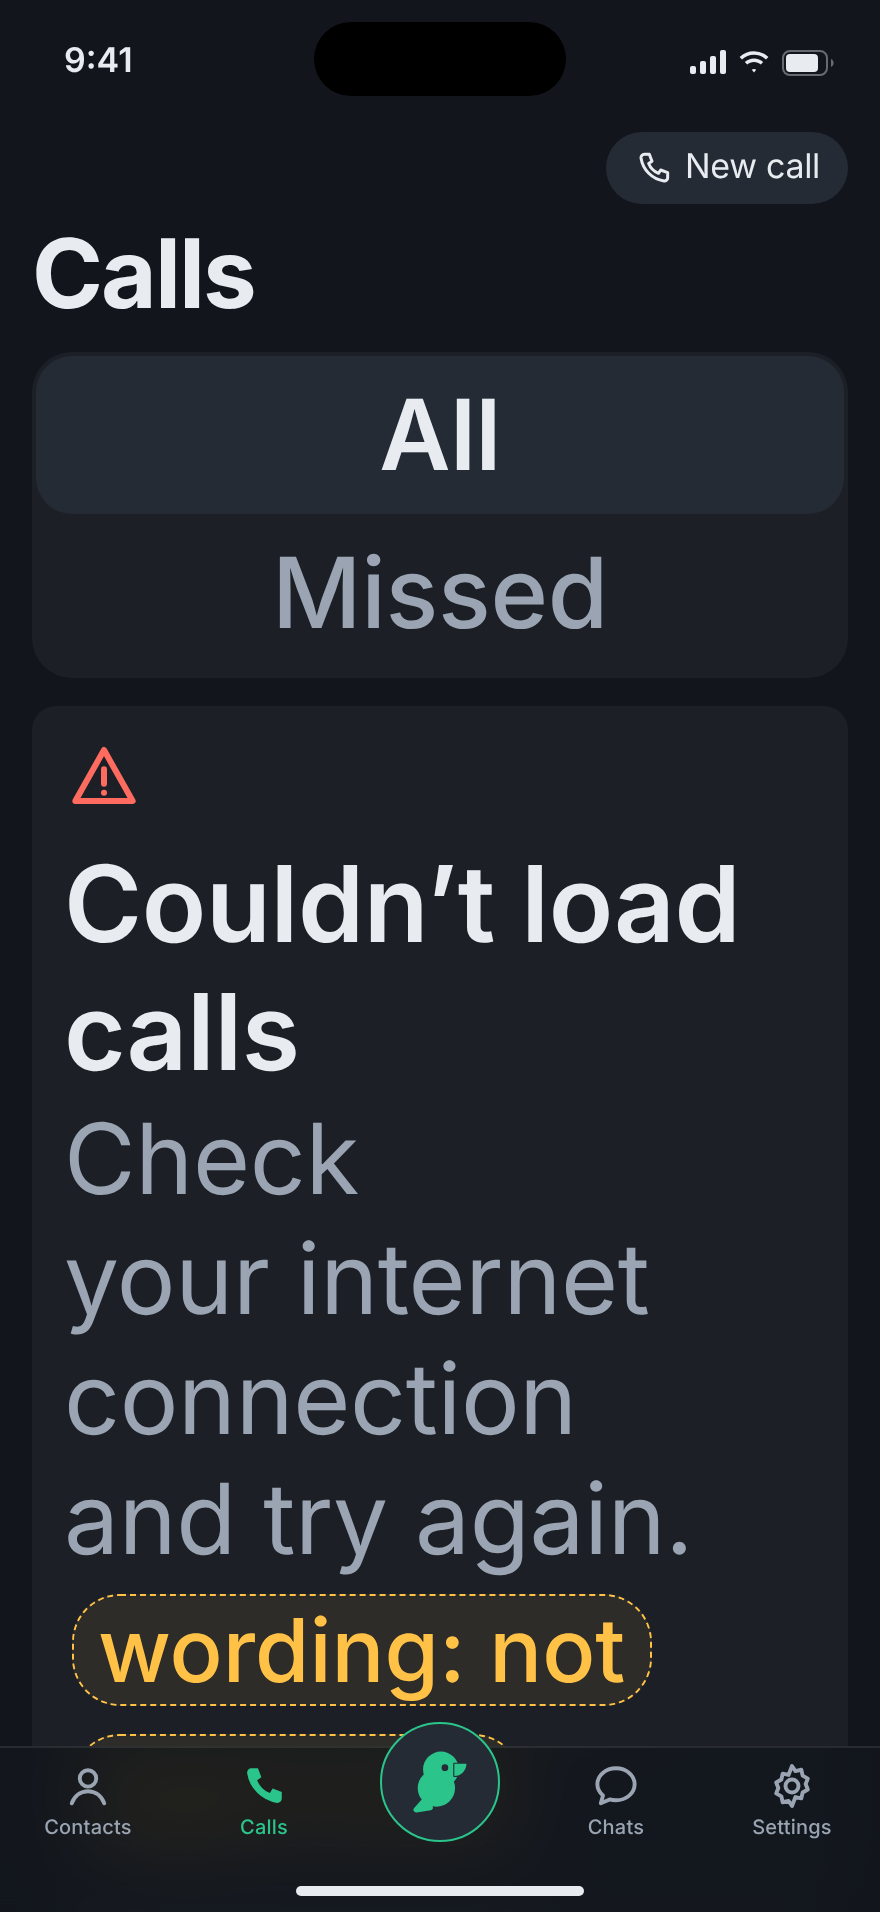 9:41
New call
Calls
All
Missed
Couldn’t load
calls
Check
your internet
connection
and try again.
wording: not
Contacts
Calls
Chats
Settings